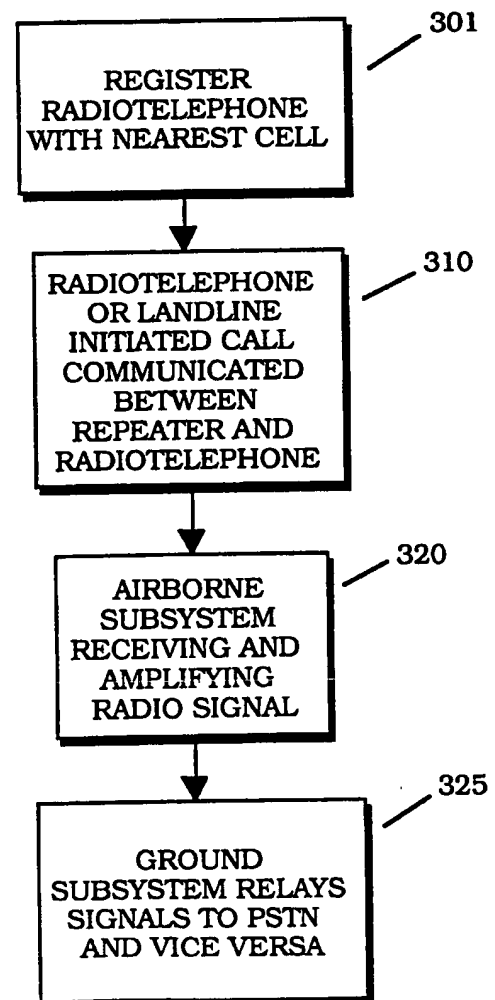 301
REGISTER
RADIOTELEPHONE
WITH NEAREST CELL
310
RADIOTELEPHONE
OR LANDLINE
INITIATED CALL
COMMUNICATED
BETWEEN
REPEATER AND
RADIOTELEPHONE
320
AIRBORNE
SUBSYSTEM
RECEIVING AND
AMPLIFYING
RADIO SIGNAL
325
GROUND
SUBSYSTEM RELAYS
SIGNALS TO PSTN
AND VICE VERSA